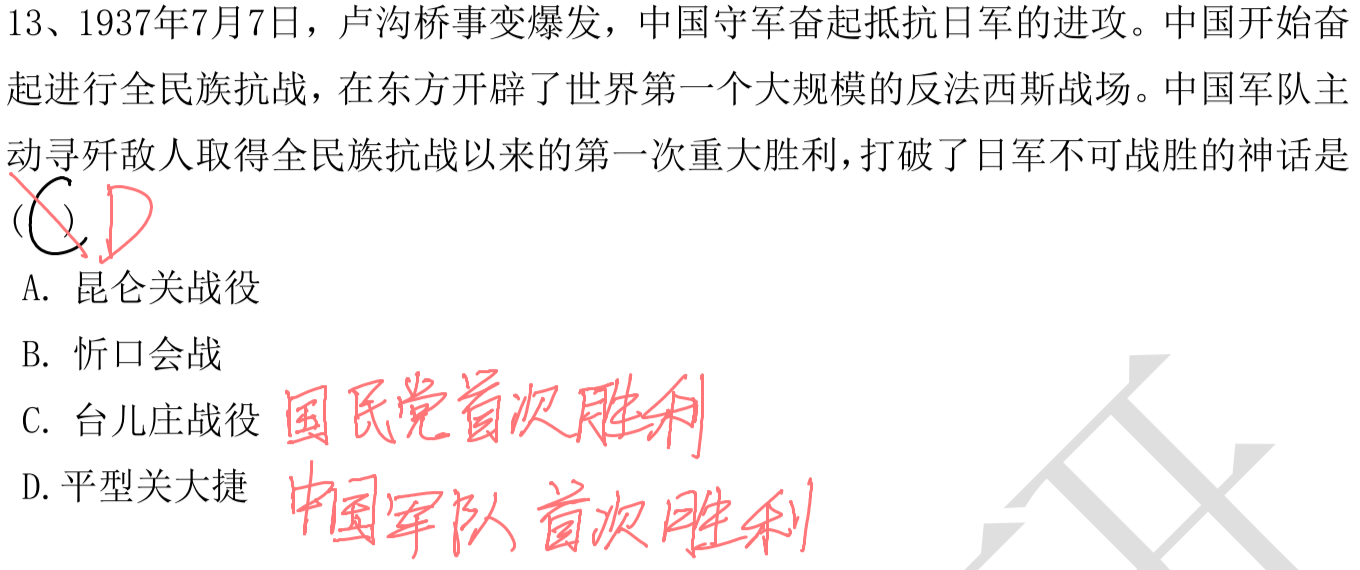 13、1937年7月7日，卢沟桥事变爆发，中国守军奋起抵抗日军的进攻。中国开始奋
起进行全民族抗战，在东方开辟了世界第一个大规模的反法西斯战场。中国军队主
动寻歼敌人取得全民族抗战以来的第一次重大胜利，打破了日军不可战胜的神话是
（C）D
A. 昆仑关战役
B. 忻口会战
C. 台儿庄战役 国民党首次胜利
D.平型关大捷 中国军队首次胜利